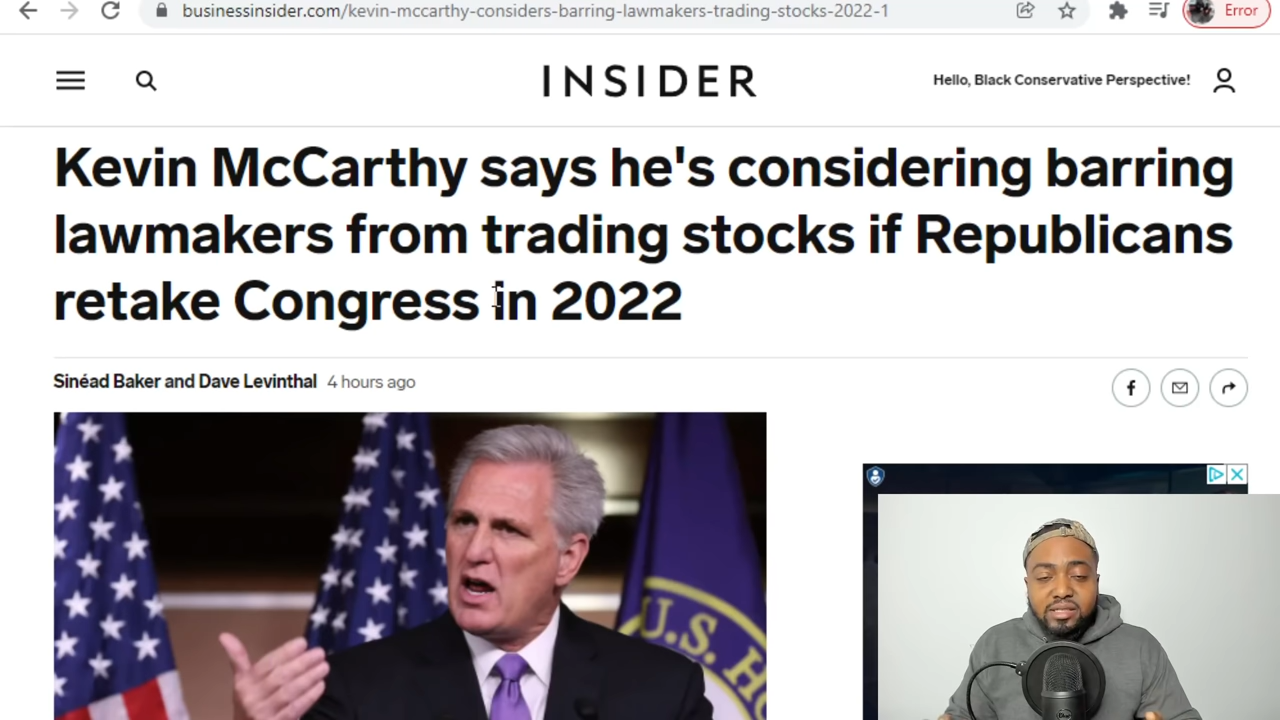 businessinsider.com/kevin-mccarthy-considers-barring-lawmakers-trading-stocks-2022-1
Error
INSIDER
Hello, Black Conservative Perspective!
Kevin McCarthy says he's considering barring
lawmakers from trading stocks if Republicans
retake Congress in 2022
Sinéad Baker and Dave Levinthal 4 hours ago
U.S. HO